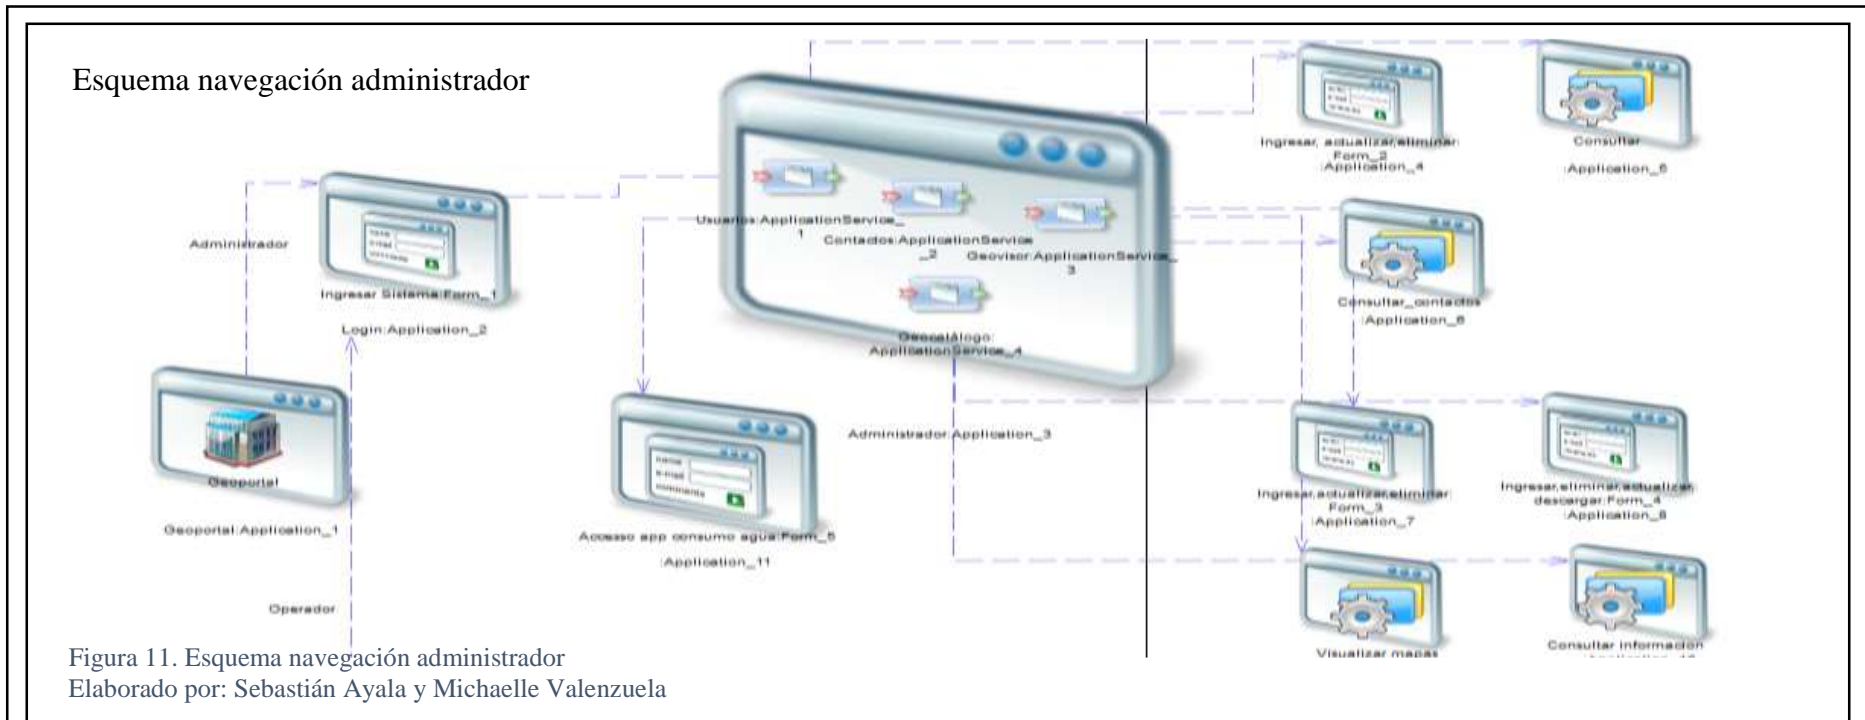 Esquema navegación administrador
Administrador
Ingresar Sistema:Form_1
Login:Application_2
Geoportal
Geoportal:Application_1
Operador
Usuarios:ApplicationService_
1
Contactos:ApplicationService
_2
Geovisor:ApplicationService_
3
Geocatálogo:
ApplicationService_4
Administrador:Application_3
name
e-mail
comments
Accesso app consumo agua:Form_5
:Application_11
Ingresar, actualizar,eliminar:
Form_2
:Application_4
Consultar
:Application_5
Consultar_contactos
:Application_6
Ingresar,actualizar,eliminar:
Form_3
:Application_7
Ingresar,eliminar,actualizar,
descargar:Form_4
:Application_8
Visualizar mapas
Consultar información
Figura 11. Esquema navegación administrador
Elaborado por: Sebastián Ayala y Michaelle Valenzuela